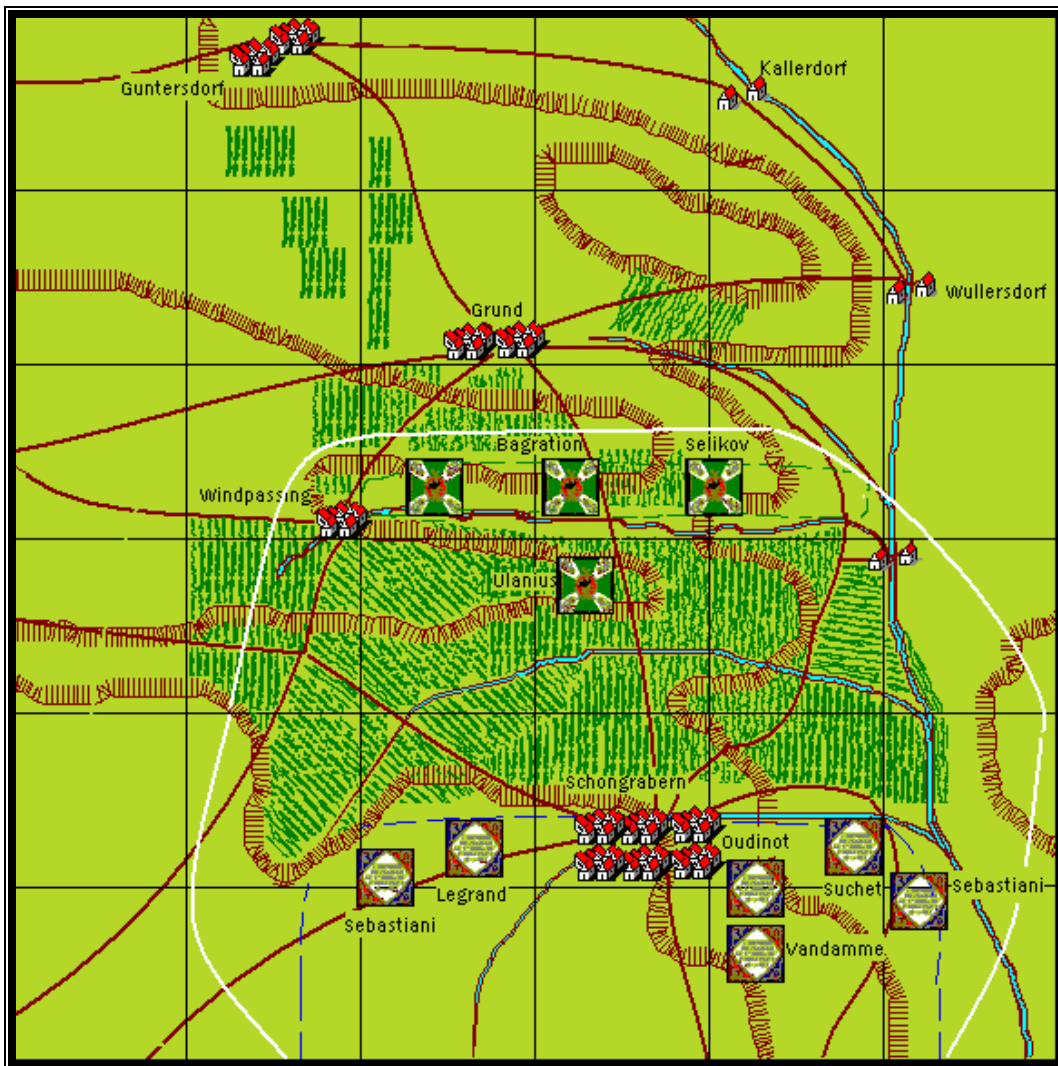 Kallerdorf
Guntersdorf
Wullersdorf
Grund
Bagration
Selikov
Windpassing
Ulanius
Schongrabern
Oudinot
Legrand
Suchet
Sebastiani
Sebastiani
Vandamme